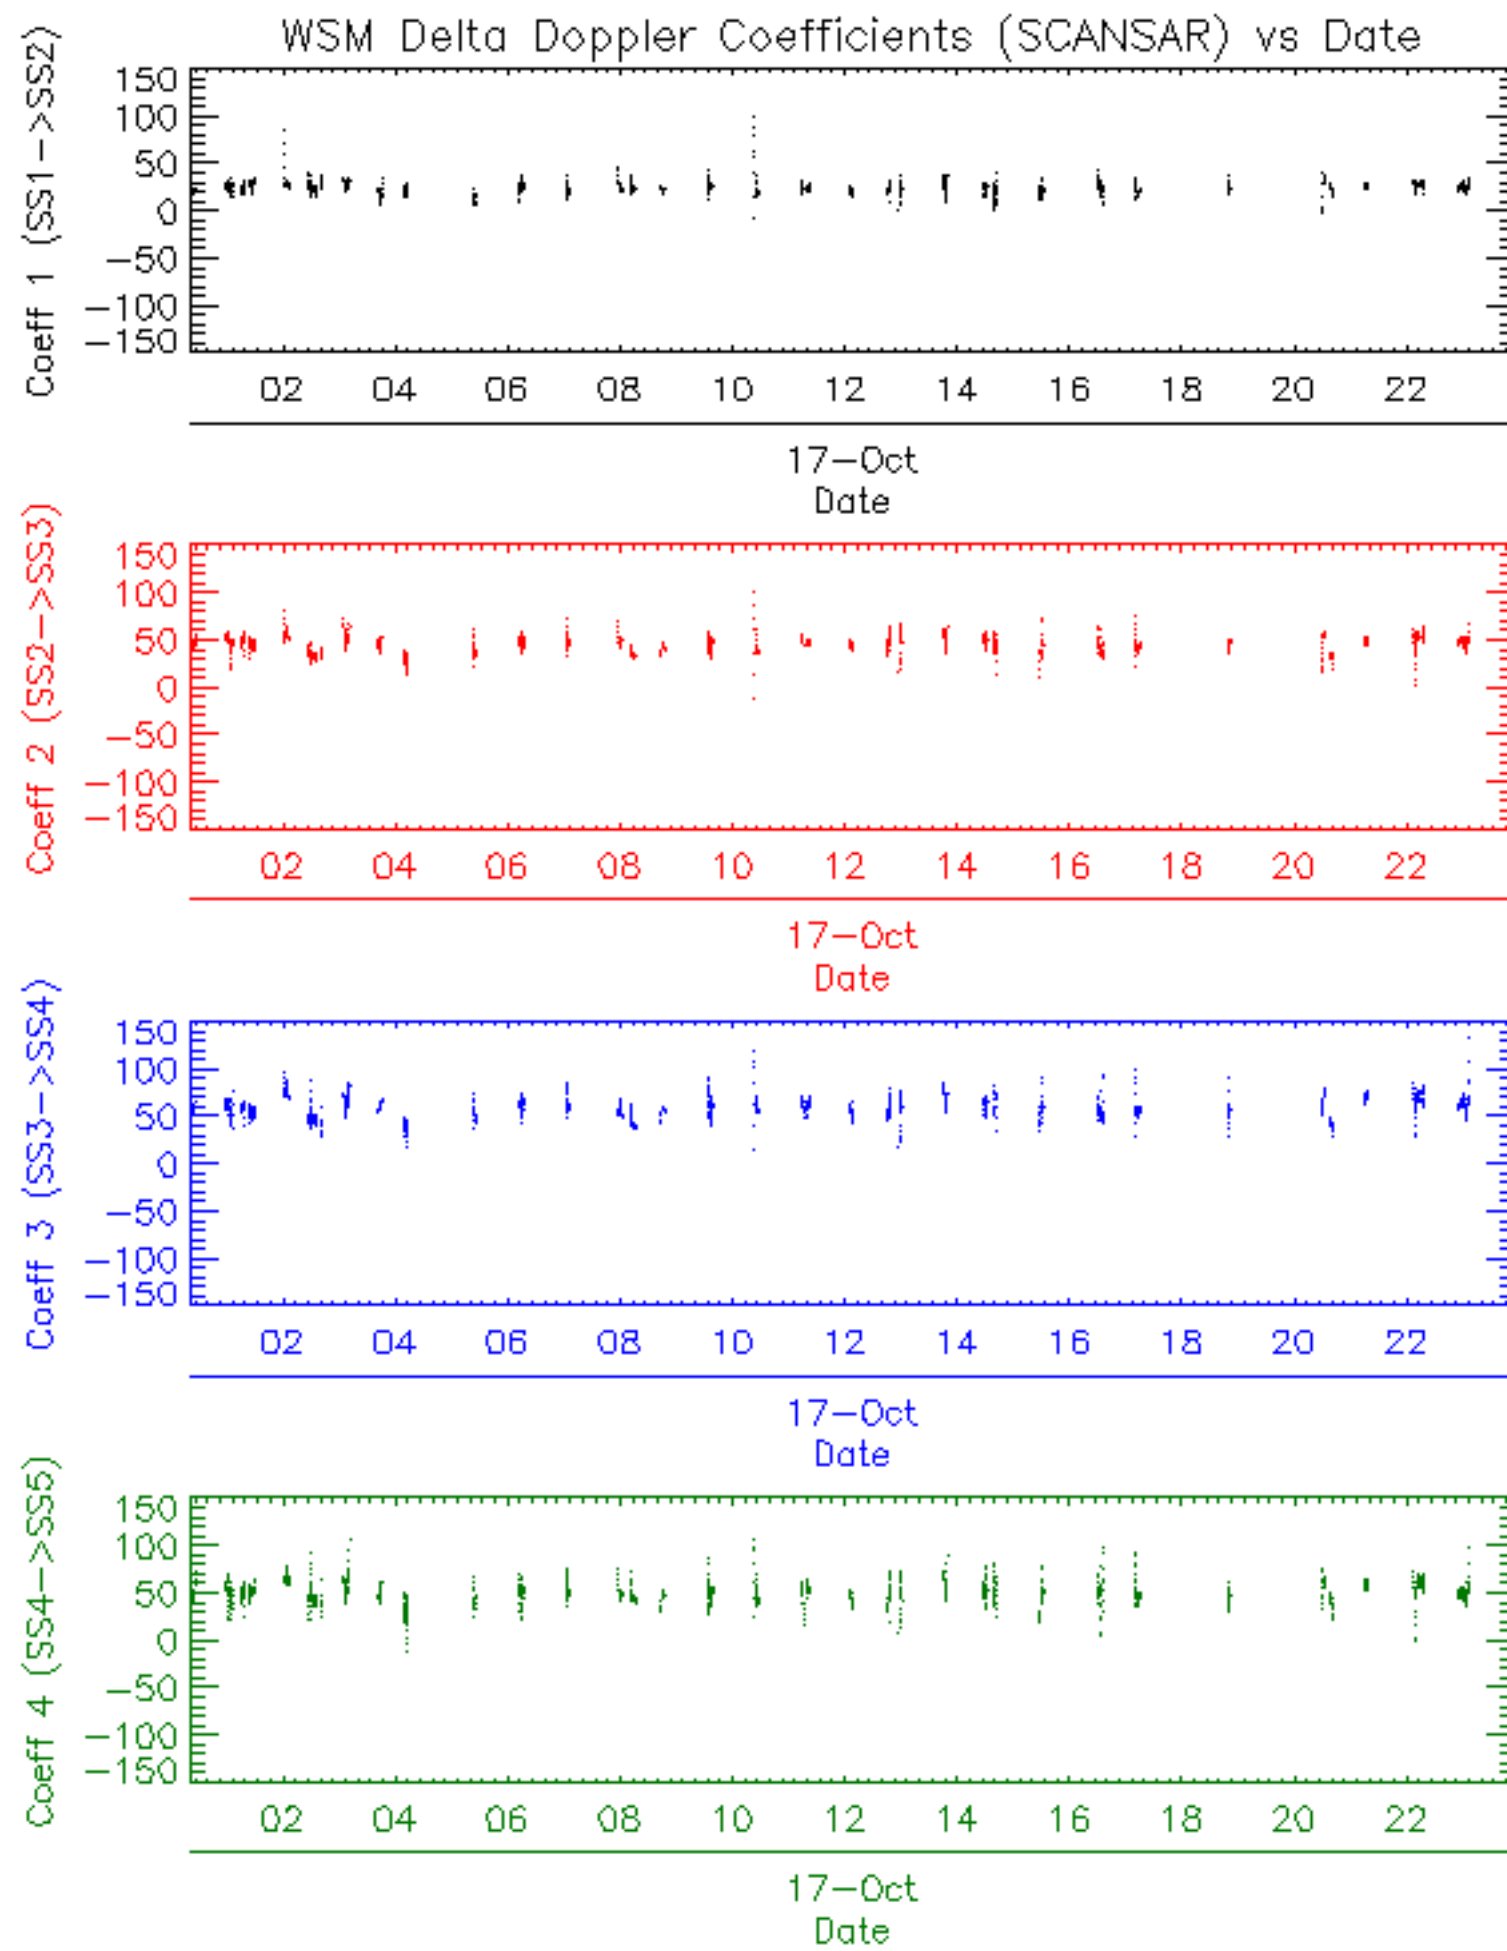 WSM Delta Doppler Coefficients (SCANSAR) vs Date
Coeff 1 (SS1->SS2)
150
100
50
0
-50
-100
-150
02 04 06 08 10 12 14 16 18 20 22
17-Oct
Date
Coeff 2 (SS2->SS3)
150
100
50
0
-50
-100
-150
02 04 06 08 10 12 14 16 18 20 22
17-Oct
Date
Coeff 3 (SS3->SS4)
150
100
50
0
-50
-100
-150
02 04 06 08 10 12 14 16 18 20 22
17-Oct
Date
Coeff 4 (SS4->SS5)
150
100
50
0
-50
-100
-150
02 04 06 08 10 12 14 16 18 20 22
17-Oct
Date